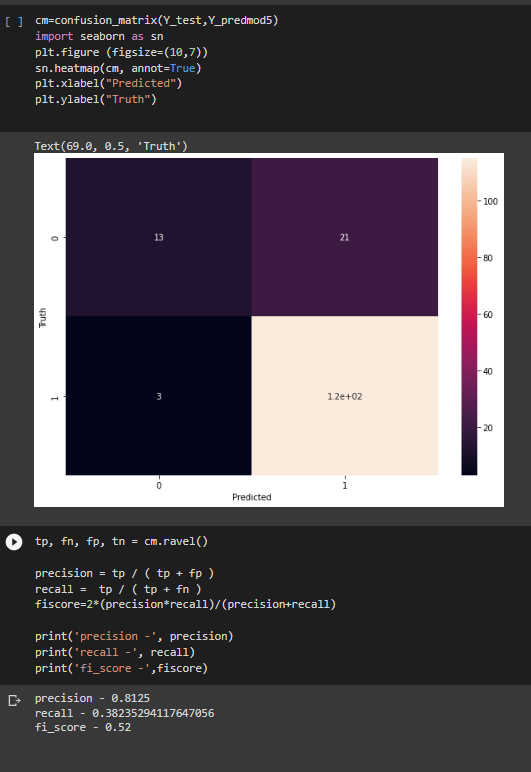 [ ] cm=confusion_matrix(Y_test,Y_predmod5)
import seaborn as sn
plt.figure (figsize=(10,7))
sn.heatmap(cm, annot=True)
plt.xlabel("Predicted")
plt.ylabel("Truth")
Text(69.0, 0.5, 'Truth')
100
0
13
21
80
Truth
60
40
1
3
1.2e+02
20
0
1
Predicted
tp, fn, fp, tn = cm.ravel()
precision = tp / ( tp + fp )
recall =  tp / ( tp + fn )
fiscore=2*(precision*recall)/(precision+recall)
print('precision -', precision)
print('recall -', recall)
print('fi_score -',fiscore)
precision - 0.8125
recall - 0.38235294117647056
fi_score - 0.52